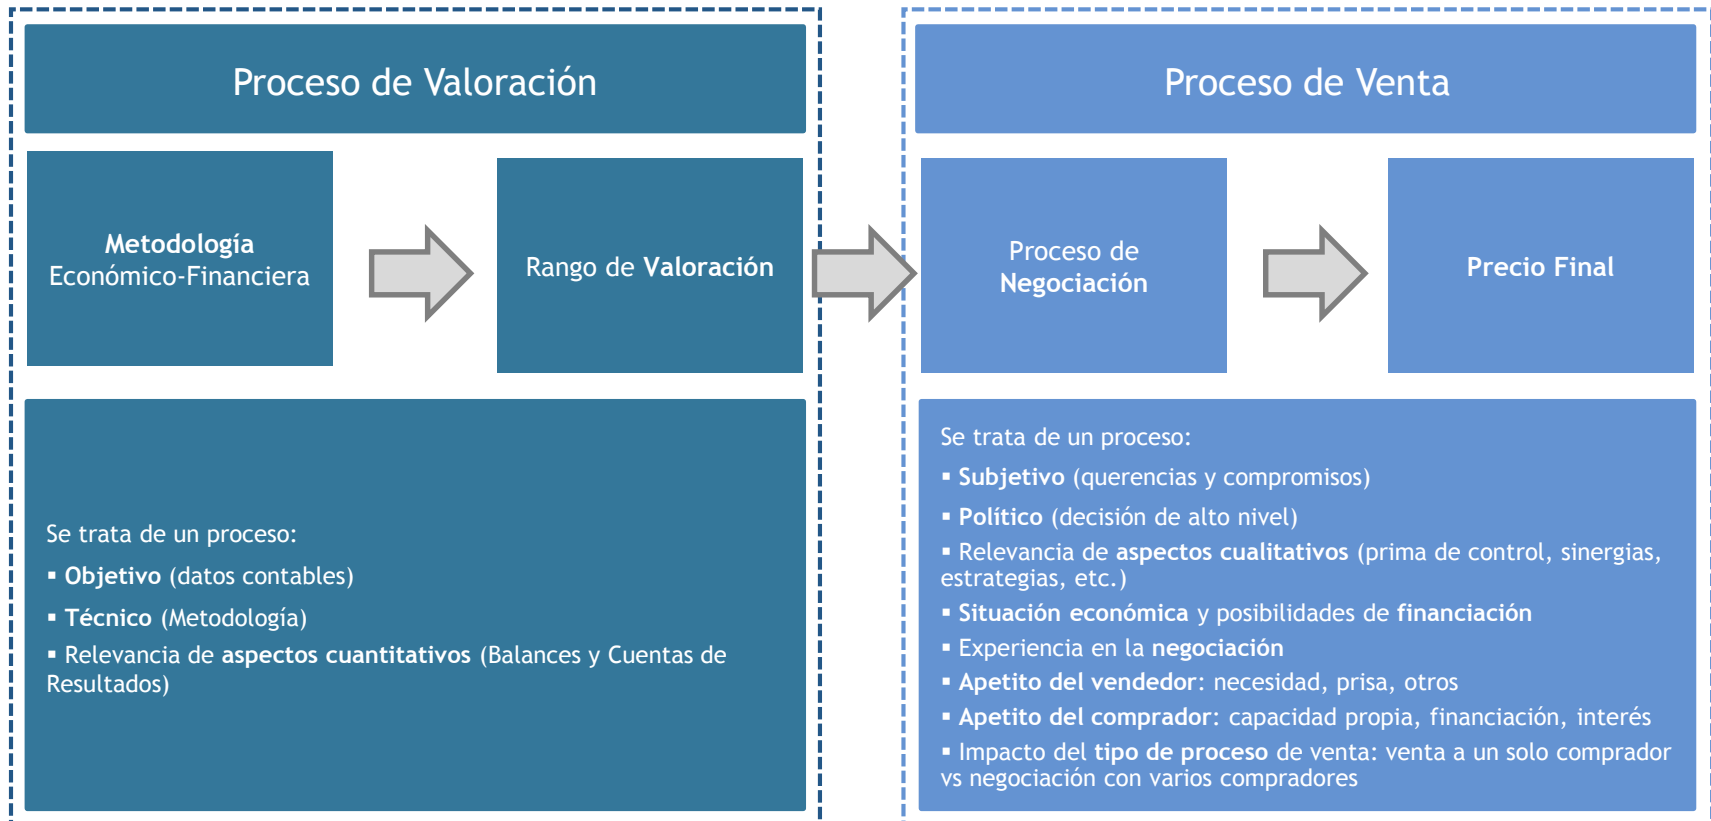 Proceso de Valoración
Metodología
Económico-Financiera
Rango de Valoración
Se trata de un proceso:
▪ Objetivo (datos contables)
▪ Técnico (Metodología)
▪ Relevancia de aspectos cuantitativos (Balances y Cuentas de
Resultados)
Proceso de Venta
Proceso de
Negociación
Precio Final
Se trata de un proceso:
▪ Subjetivo (querencias y compromisos)
▪ Político (decisión de alto nivel)
▪ Relevancia de aspectos cualitativos (prima de control, sinergias,
estrategias, etc.)
▪ Situación económica y posibilidades de financiación
▪ Experiencia en la negociación
▪ Apetito del vendedor: necesidad, prisa, otros
▪ Apetito del comprador: capacidad propia, financiación, interés
▪ Impacto del tipo de proceso de venta: venta a un solo comprador
vs negociación con varios compradores